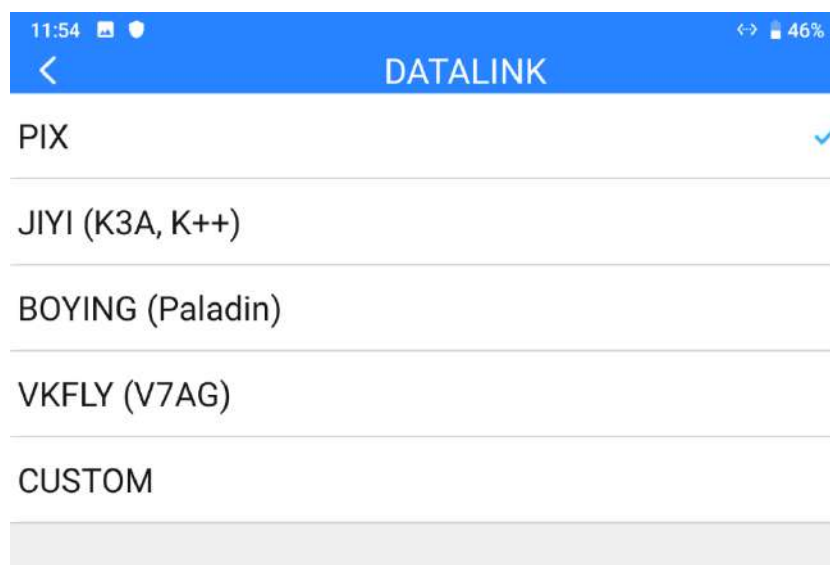 11:54 46%
DATALINK
PIX
JIYI (K3A, K++)
BOYING (Paladin)
VKFLY (V7AG)
CUSTOM